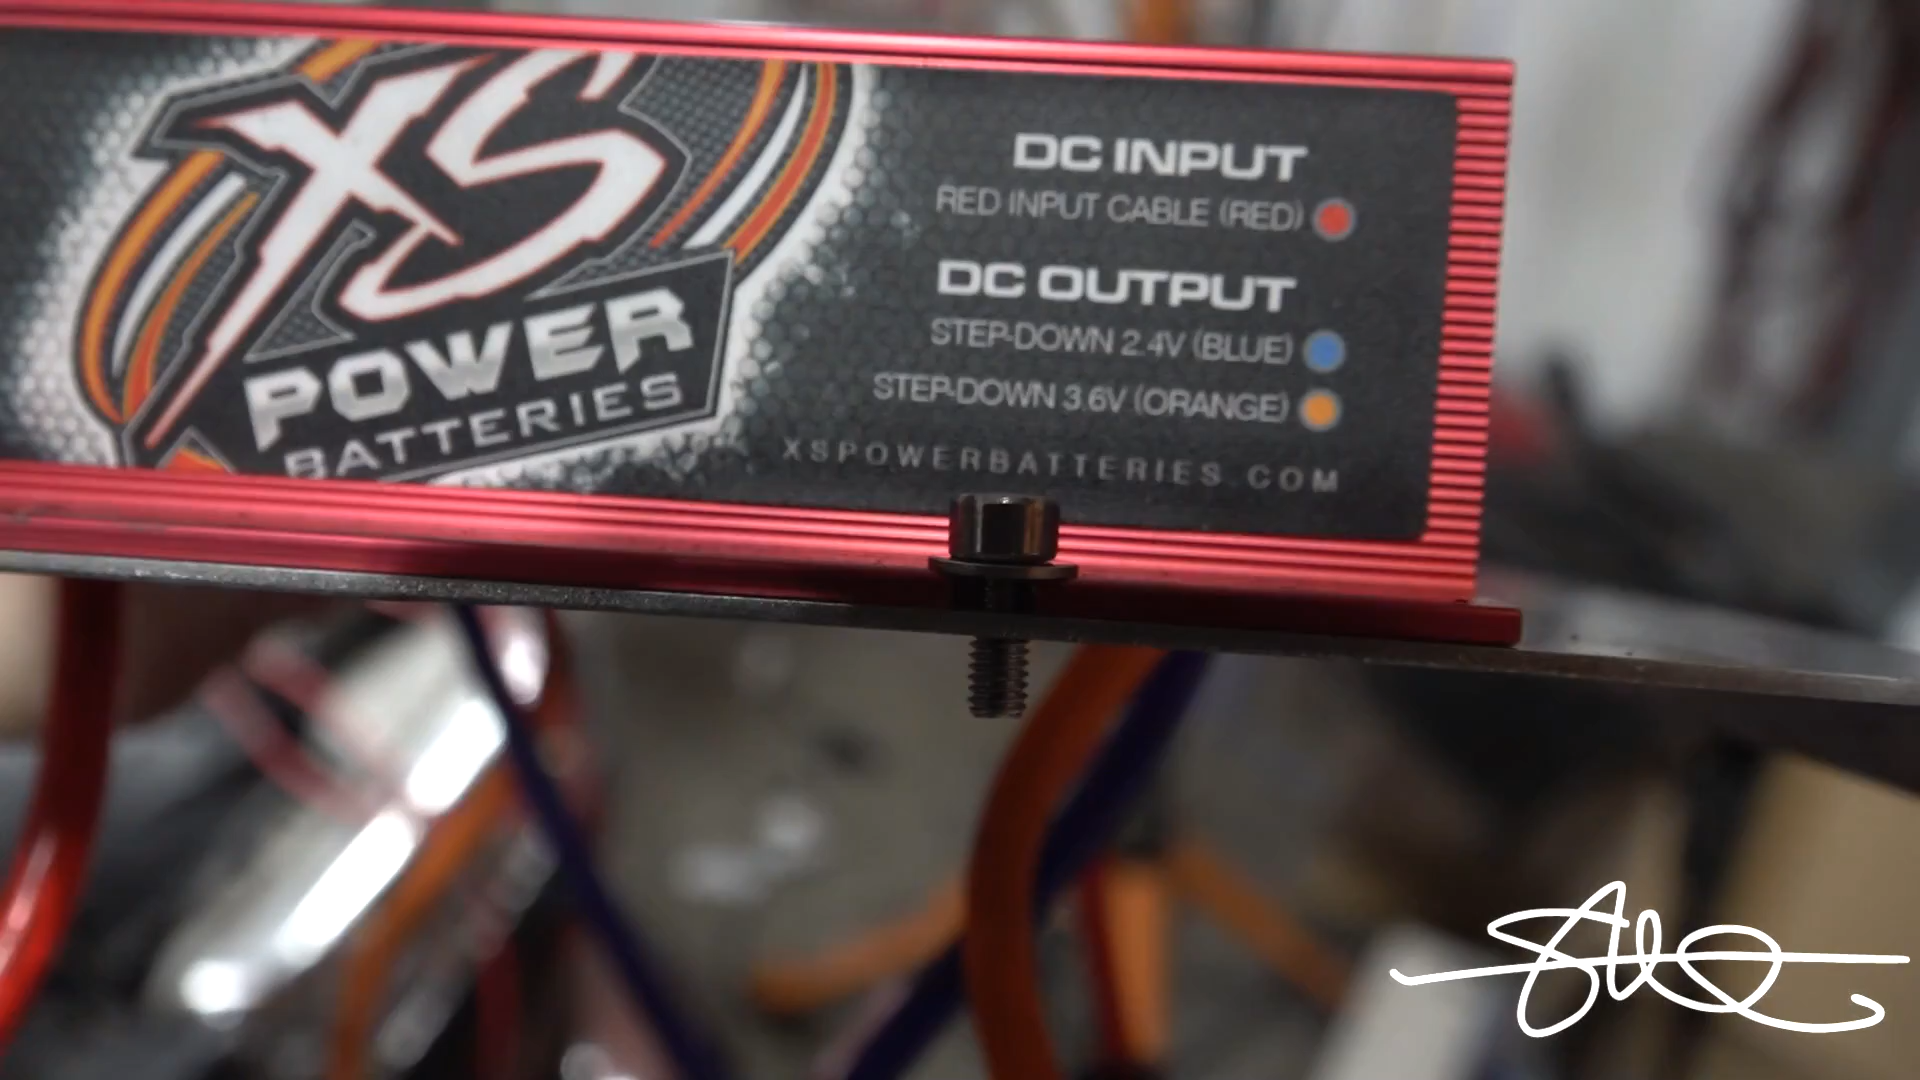 XS
POWER
BATTERIES
DC INPUT
RED INPUT CABLE (RED)
DC OUTPUT
STEP-DOWN 2.4V (BLUE)
STEP-DOWN 3.6V (ORANGE)
XSPOWERBATTERIES.COM